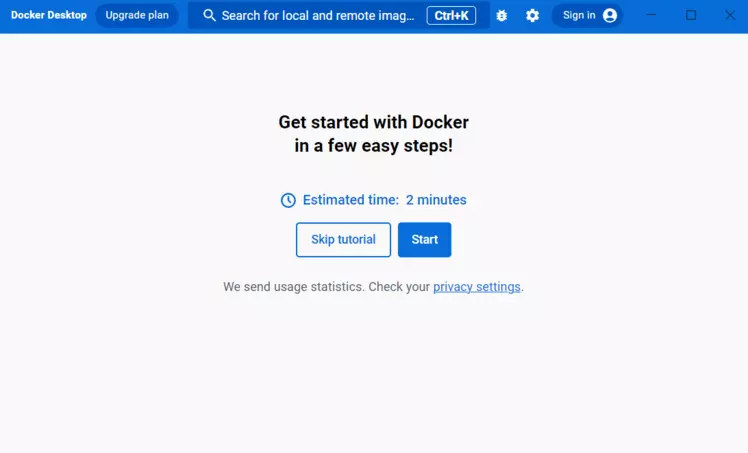 Docker Desktop Upgrade plan Search for local and remote imag... Ctrl+K Sign in
Get started with Docker
in a few easy steps!
Estimated time: 2 minutes
Skip tutorial Start
We send usage statistics. Check your privacy settings.